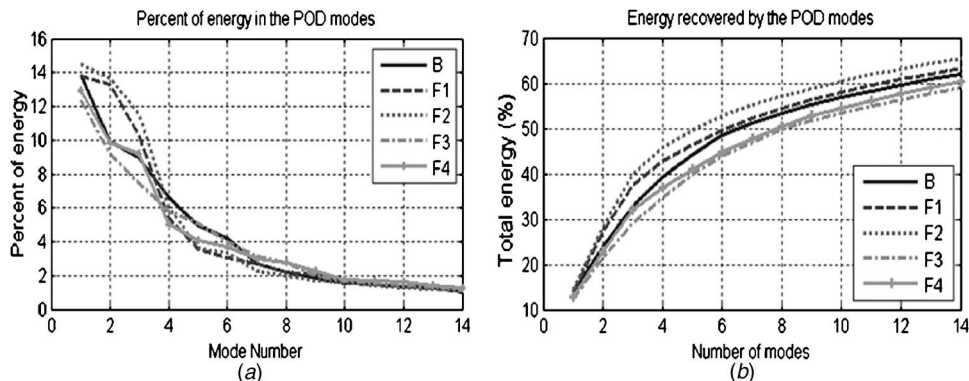 Percent of energy in the POD modes
Percent of energy
16
14
12
10
8
6
4
2
0
0 2 4 6 8 10 12 14
Mode Number
B
F1
F2
F3
F4
(a)
Energy recovered by the POD modes
Total energy (%)
70
60
50
40
30
20
10
0 2 4 6 8 10 12 14
Number of modes
B
F1
F2
F3
F4
(b)